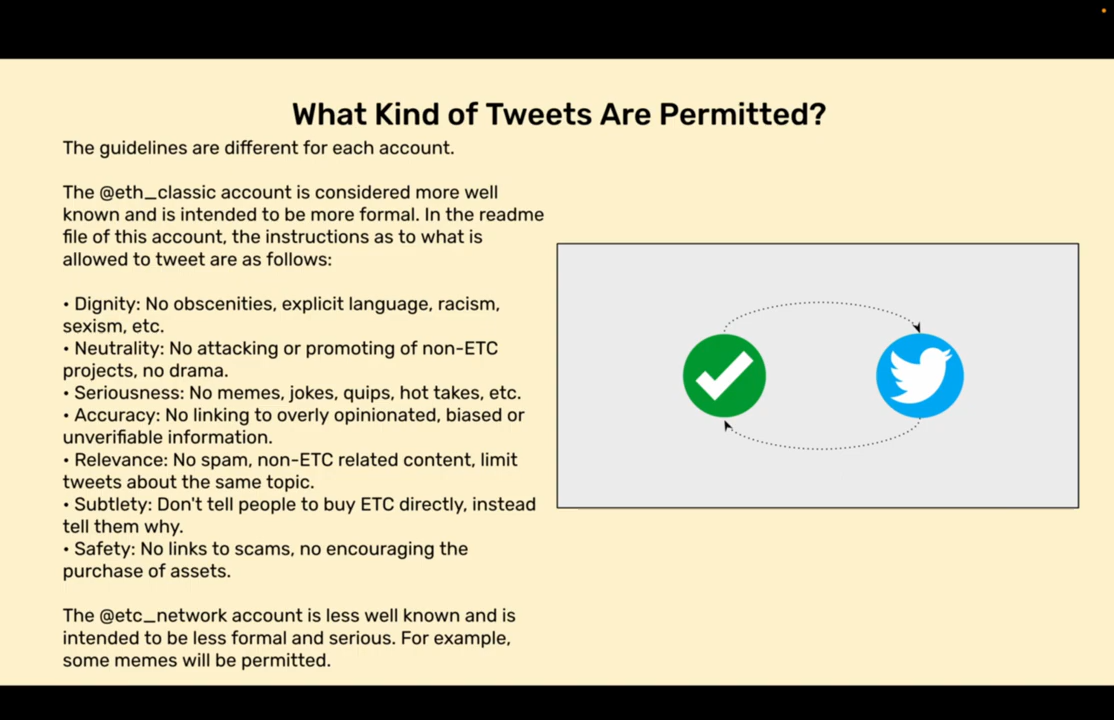 What Kind of Tweets Are Permitted?
The guidelines are different for each account.
The @eth_classic account is considered more well
known and is intended to be more formal. In the readme
file of this account, the instructions as to what is
allowed to tweet are as follows:
• Dignity: No obscenities, explicit language, racism,
sexism, etc.
• Neutrality: No attacking or promoting of non-ETC
projects, no drama.
• Seriousness: No memes, jokes, quips, hot takes, etc.
• Accuracy: No linking to overly opinionated, biased or
unverifiable information.
• Relevance: No spam, non-ETC related content, limit
tweets about the same topic.
• Subtlety: Don't tell people to buy ETC directly, instead
tell them why.
• Safety: No links to scams, no encouraging the
purchase of assets.
The @etc_network account is less well known and is
intended to be less formal and serious. For example,
some memes will be permitted.